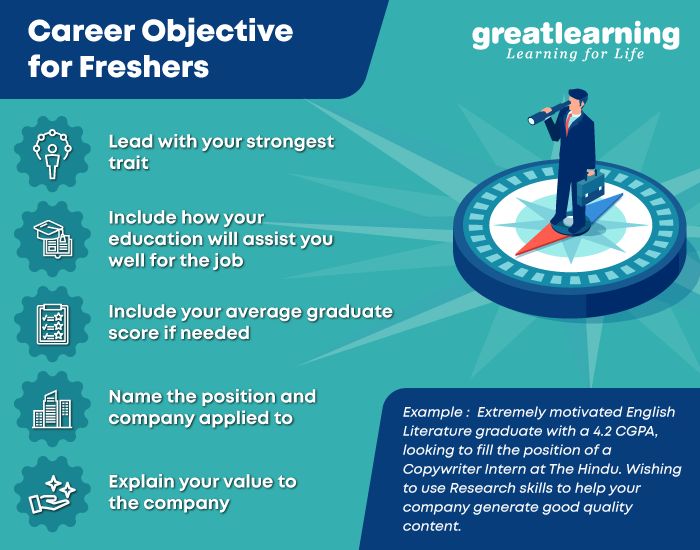 Career Objective
for Freshers
greatlearning
Learning for Life
Lead with your strongest
trait
Include how your
education will assist you
well for the job
Include your average graduate
score if needed
Name the position and
company applied to
Explain your value to
the company
Example :  Extremely motivated English
Literature graduate with a 4.2 CGPA,
looking to fill the position of a
Copywriter Intern at The Hindu. Wishing
to use Research skills to help your
company generate good quality
content.